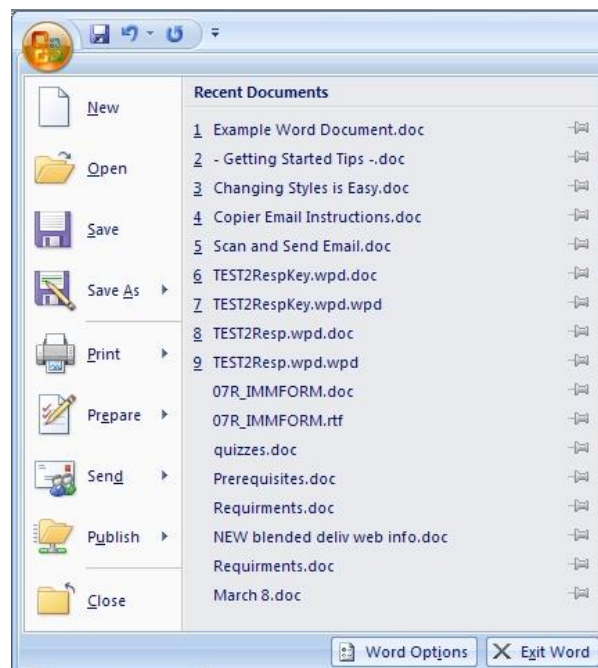 New
Open
Save
Save As
Print
Prepare
Send
Publish
Close
Recent Documents
1 Example Word Document.doc
2 - Getting Started Tips -.doc
3 Changing Styles is Easy.doc
4 Copier Email Instructions.doc
5 Scan and Send Email.doc
6 TEST2RespKey.wpd.doc
7 TEST2RespKey.wpd.wpd
8 TEST2Resp.wpd.doc
9 TEST2Resp.wpd.wpd
07R_IMMFORM.doc
07R_IMMFORM.rtf
quizzes.doc
Prerequisites.doc
Requirments.doc
NEW blended deliv web info.doc
Requirments.doc
March 8.doc
Word Options
Exit Word